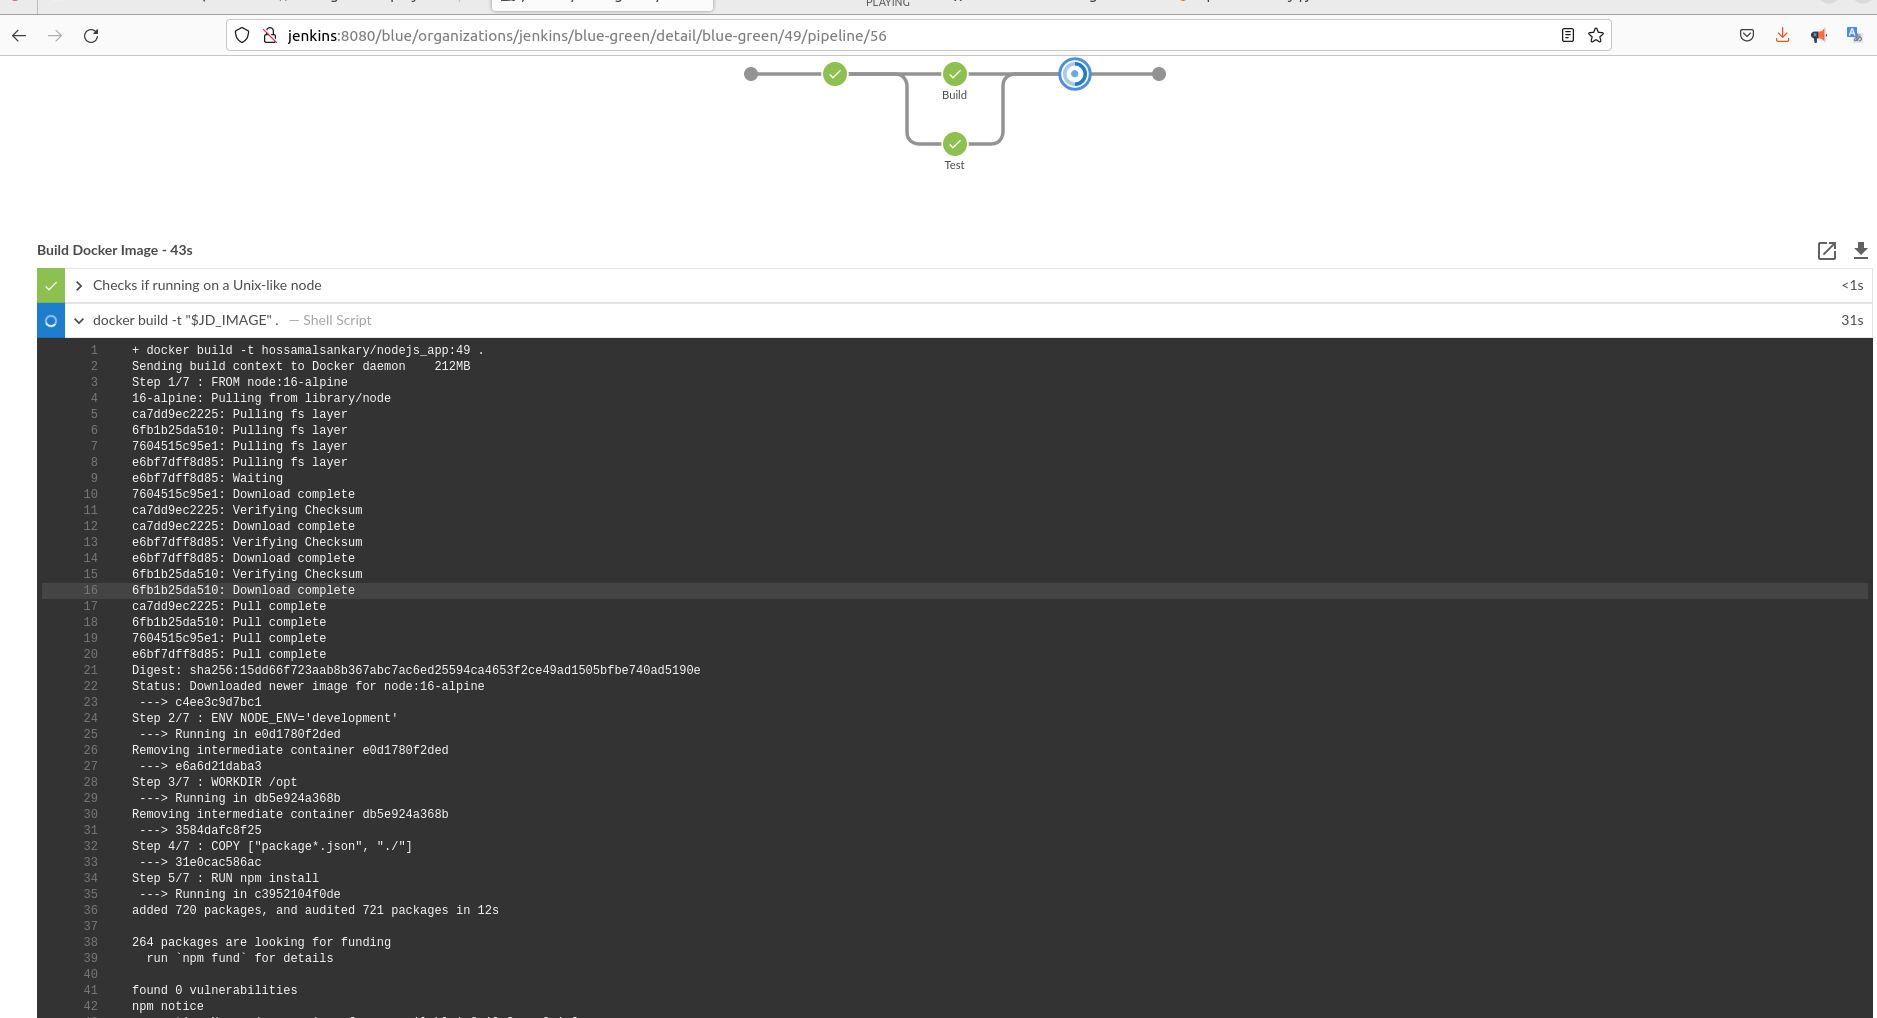 PLAYING
jenkins:8080/blue/organizations/jenkins/blue-green/detail/blue-green/49/pipeline/56
Build
Test
Build Docker Image - 43s
Checks if running on a Unix-like node <1s
docker build -t "$JD_IMAGE" . — Shell Script 31s
1 + docker build -t hossamalsankary/nodejs_app:49 .
2 Sending build context to Docker daemon 212MB
3 Step 1/7 : FROM node:16-alpine
4 16-alpine: Pulling from library/node
5 ca7dd9ec2225: Pulling fs layer
6 6fb1b25da510: Pulling fs layer
7 7604515c95e1: Pulling fs layer
8 e6bf7dff8d85: Pulling fs layer
9 e6bf7dff8d85: Waiting
10 7604515c95e1: Download complete
11 ca7dd9ec2225: Verifying Checksum
12 ca7dd9ec2225: Download complete
13 e6bf7dff8d85: Verifying Checksum
14 e6bf7dff8d85: Download complete
15 6fb1b25da510: Verifying Checksum
16 6fb1b25da510: Download complete
17 ca7dd9ec2225: Pull complete
18 6fb1b25da510: Pull complete
19 7604515c95e1: Pull complete
20 e6bf7dff8d85: Pull complete
21 Digest: sha256:15dd66f723aab8b367abc7ac6ed25594ca4653f2ce49ad1505bfbe740ad5190e
22 Status: Downloaded newer image for node:16-alpine
23 ---> c4ee3c9d7bc1
24 Step 2/7 : ENV NODE_ENV='development'
25 ---> Running in e0d1780f2ded
26 Removing intermediate container e0d1780f2ded
27 ---> e6a6d21daba3
28 Step 3/7 : WORKDIR /opt
29 ---> Running in db5e924a368b
30 Removing intermediate container db5e924a368b
31 ---> 3584dafc8f25
32 Step 4/7 : COPY ["package*.json", "./"]
33 ---> 31e0cac586ac
34 Step 5/7 : RUN npm install
35 ---> Running in c3952104f0de
36 added 720 packages, and audited 721 packages in 12s
37
38 264 packages are looking for funding
39 run `npm fund` for details
40
41 found 0 vulnerabilities
42 npm notice